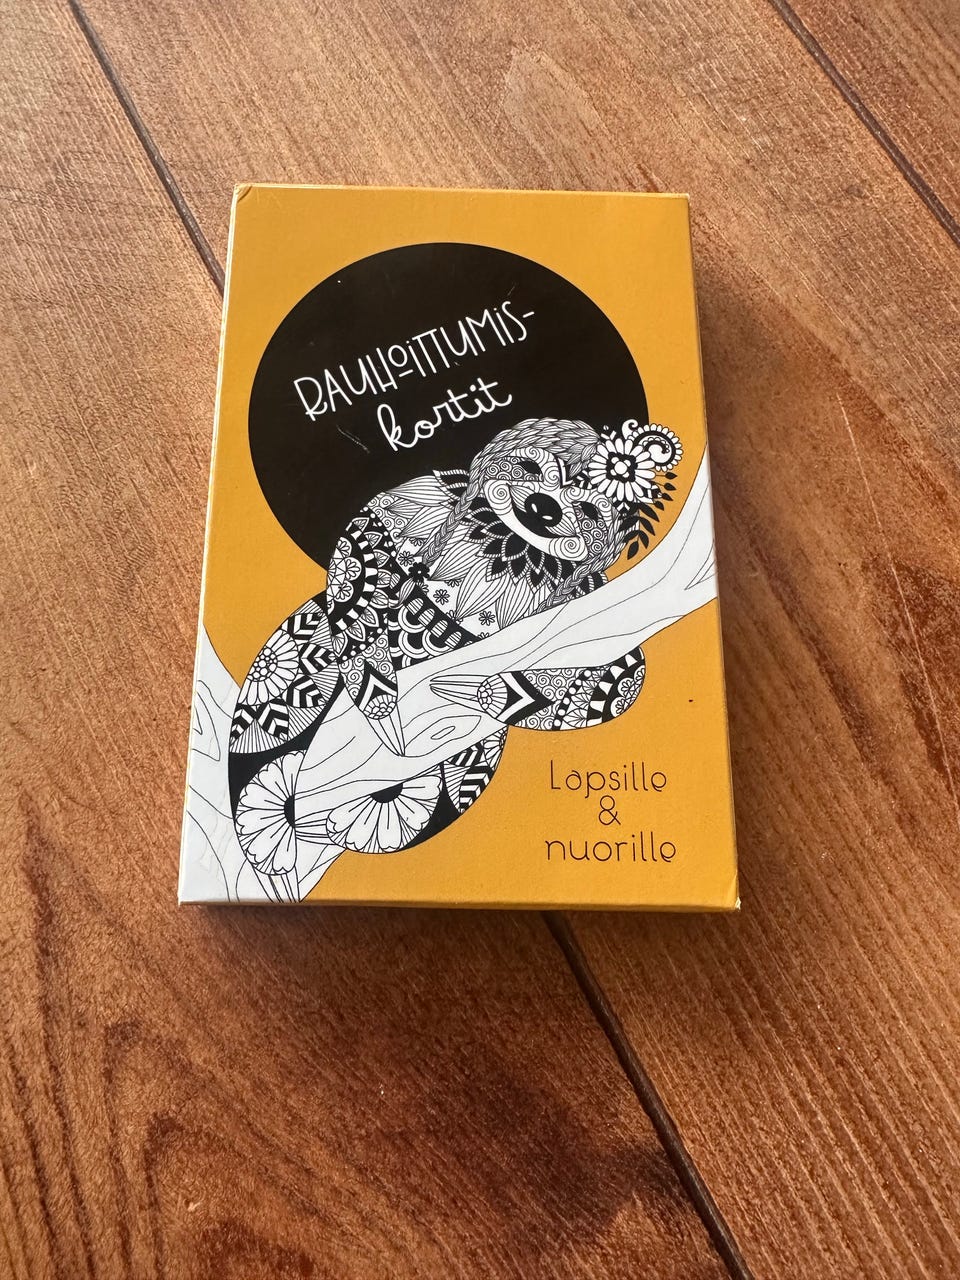 RAUHOITTUMIS-
kortit
Lapsille
&
nuorille